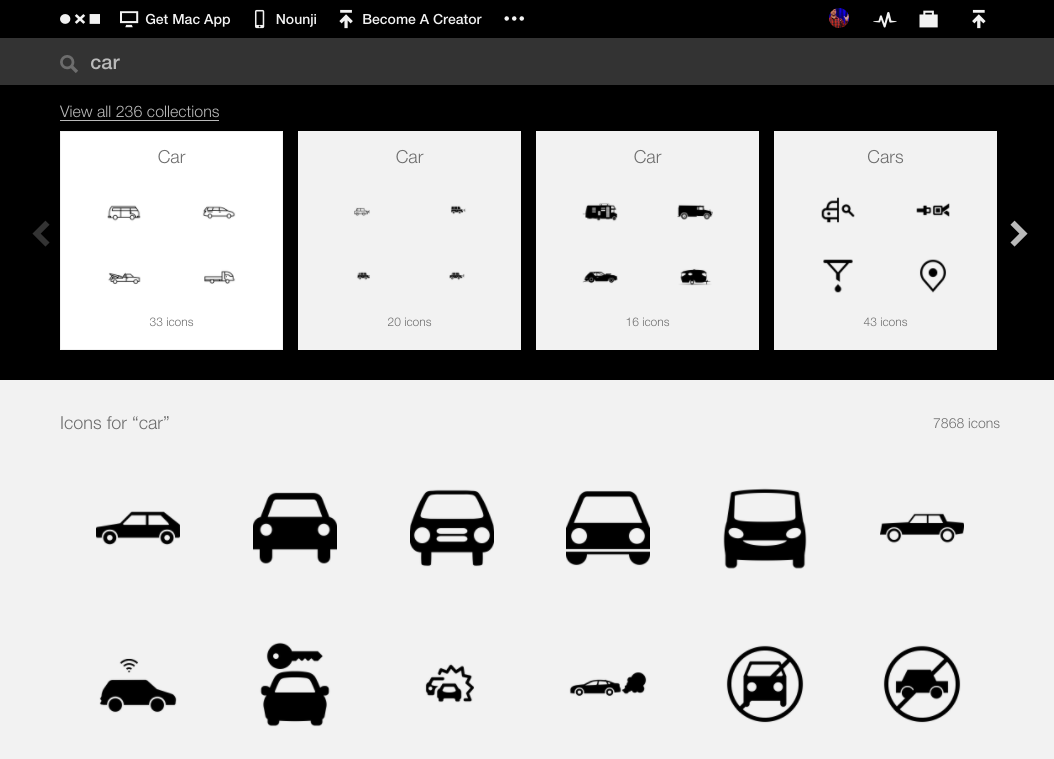 Get Mac App Nounji Become A Creator
car
View all 236 collections
Car Car Car Cars
33 icons 20 icons 16 icons 43 icons
Icons for “car” 7868 icons